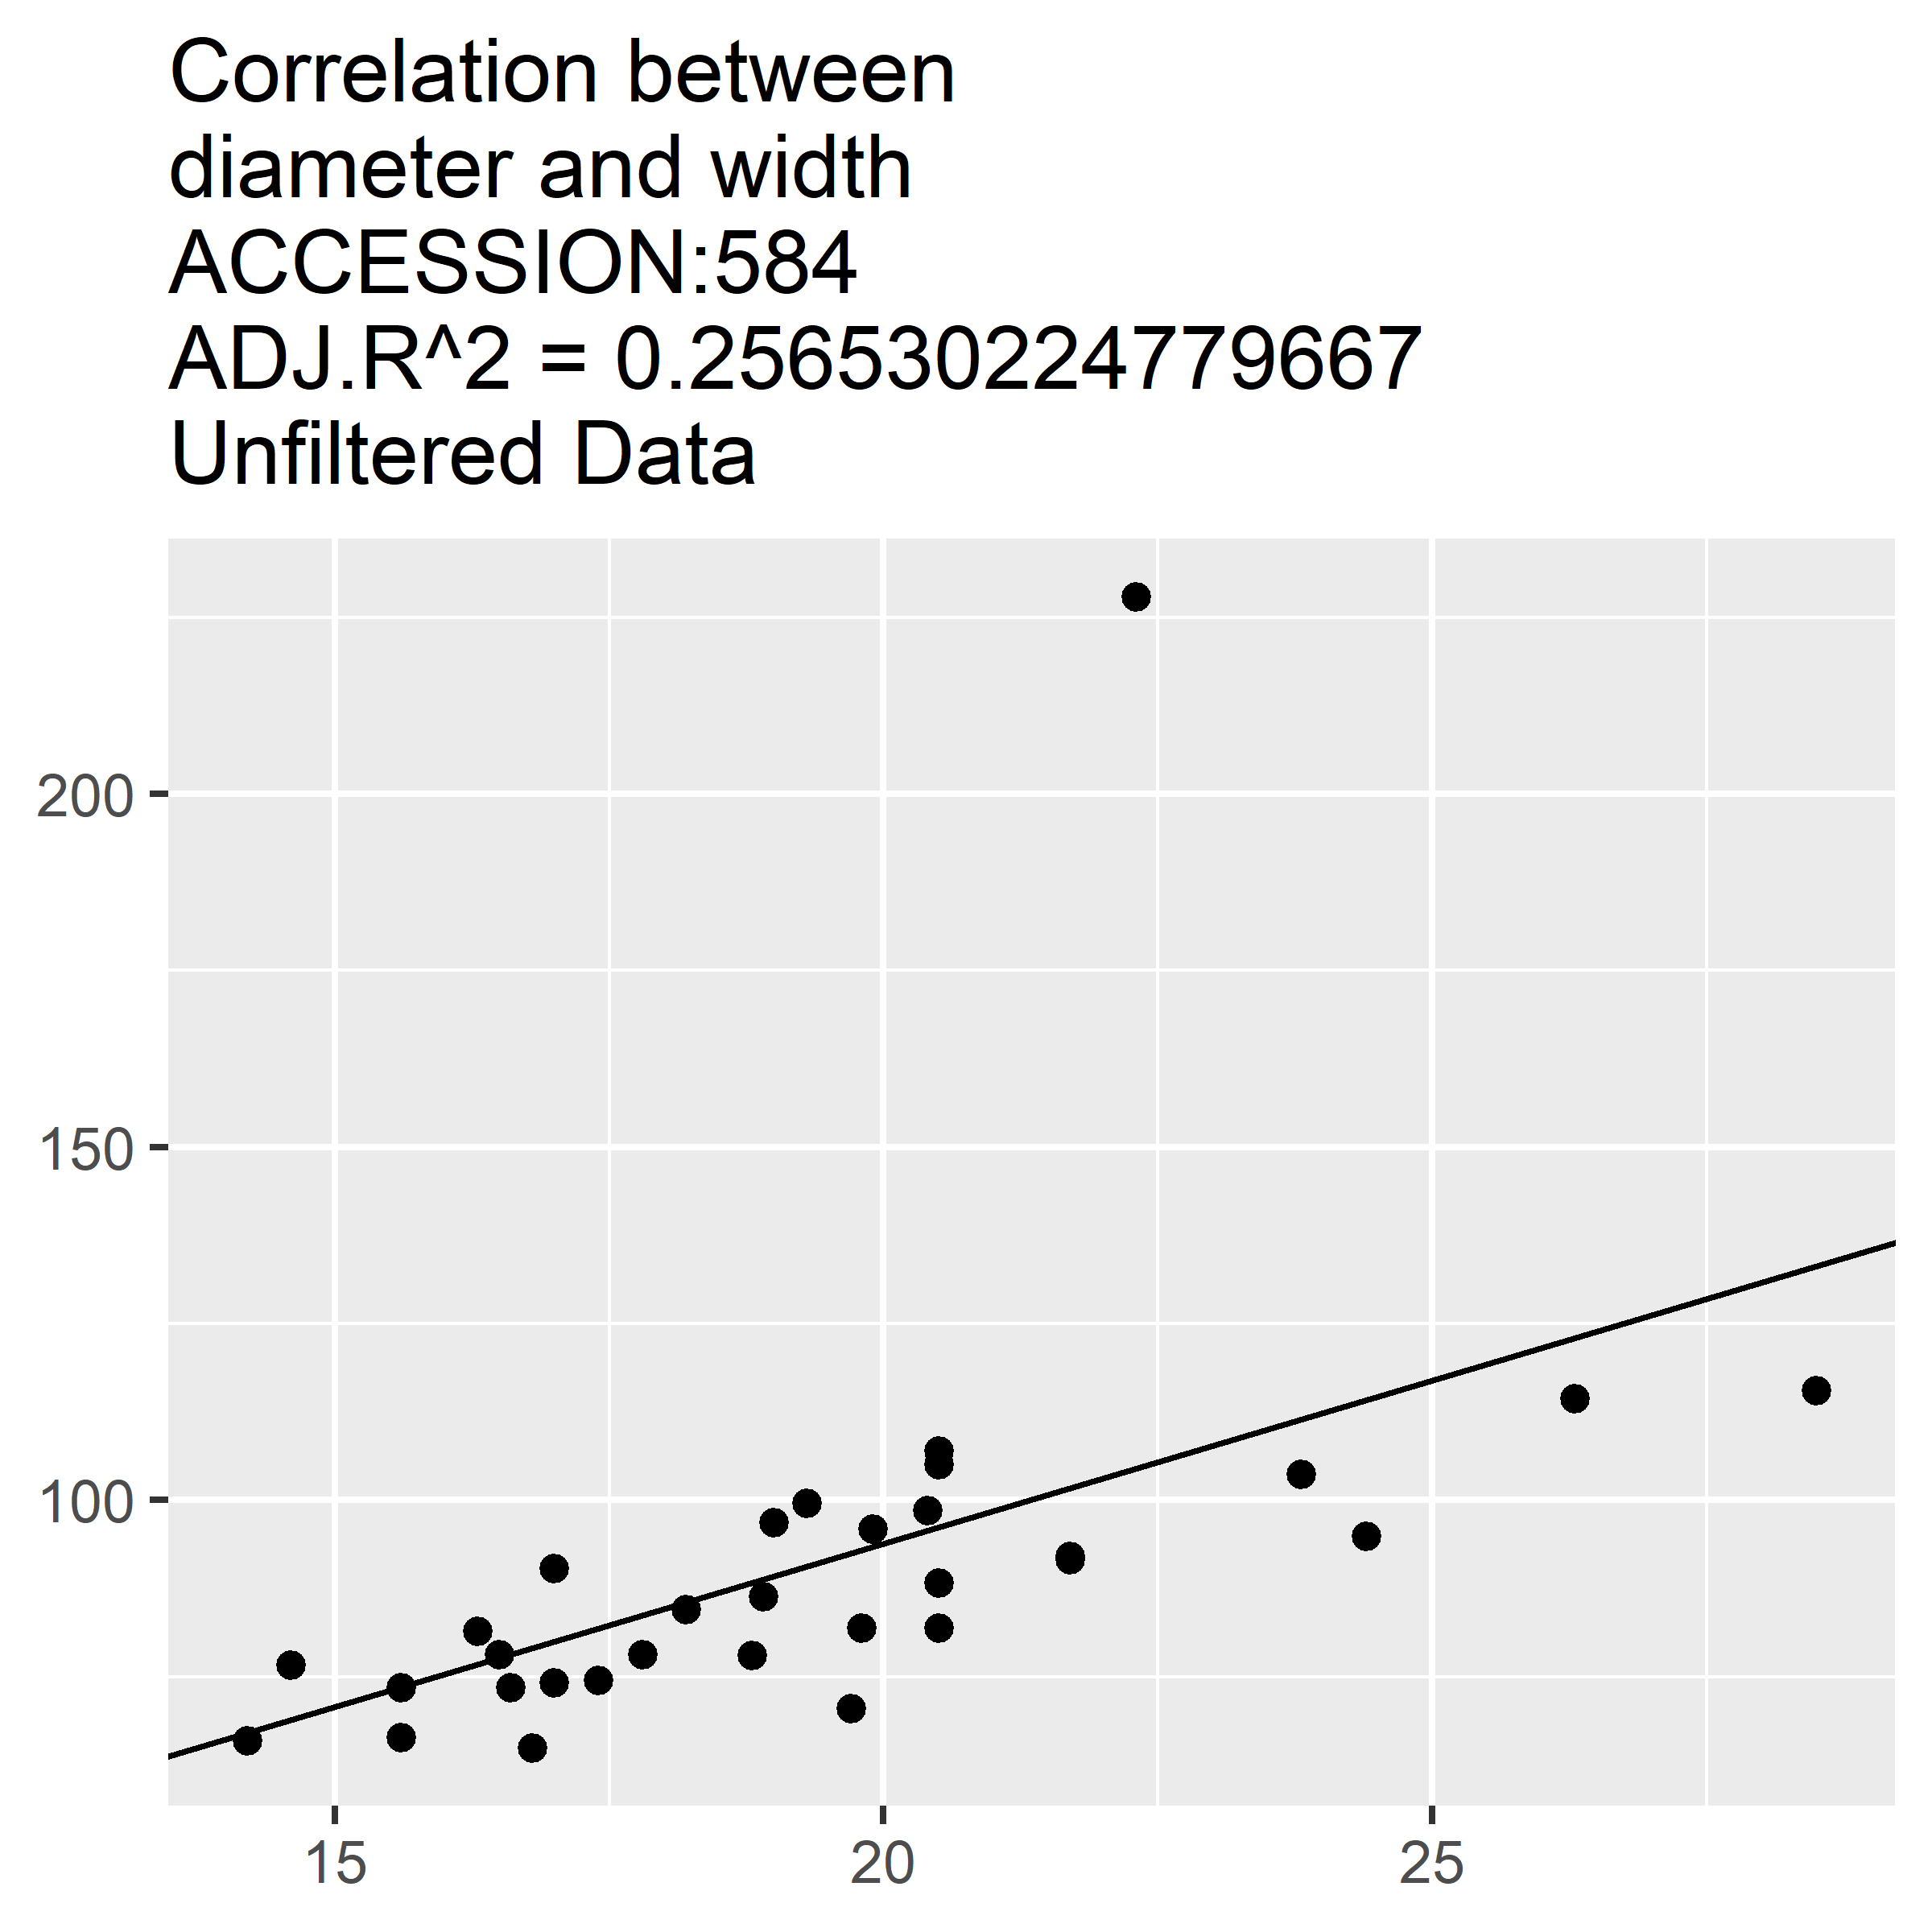 Correlation between
diameter and width
ACCESSION:584
ADJ.R^2 = 0.256530224779667
Unfiltered Data
200
150
100
15 20 25